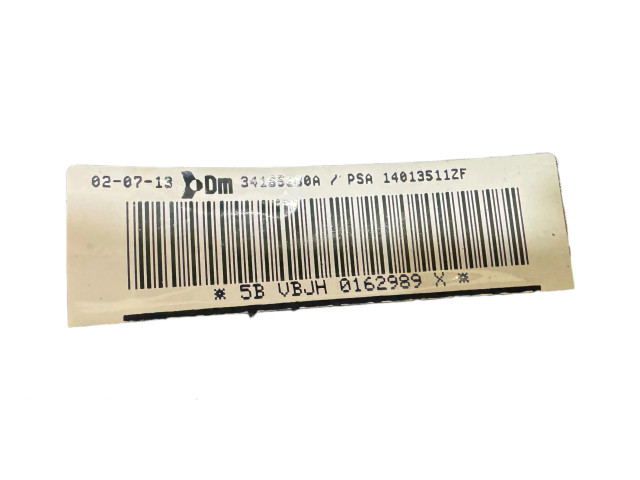 02-07-13 Dm / PSA 14013511ZF
* 5B VBJH 0162989 X *